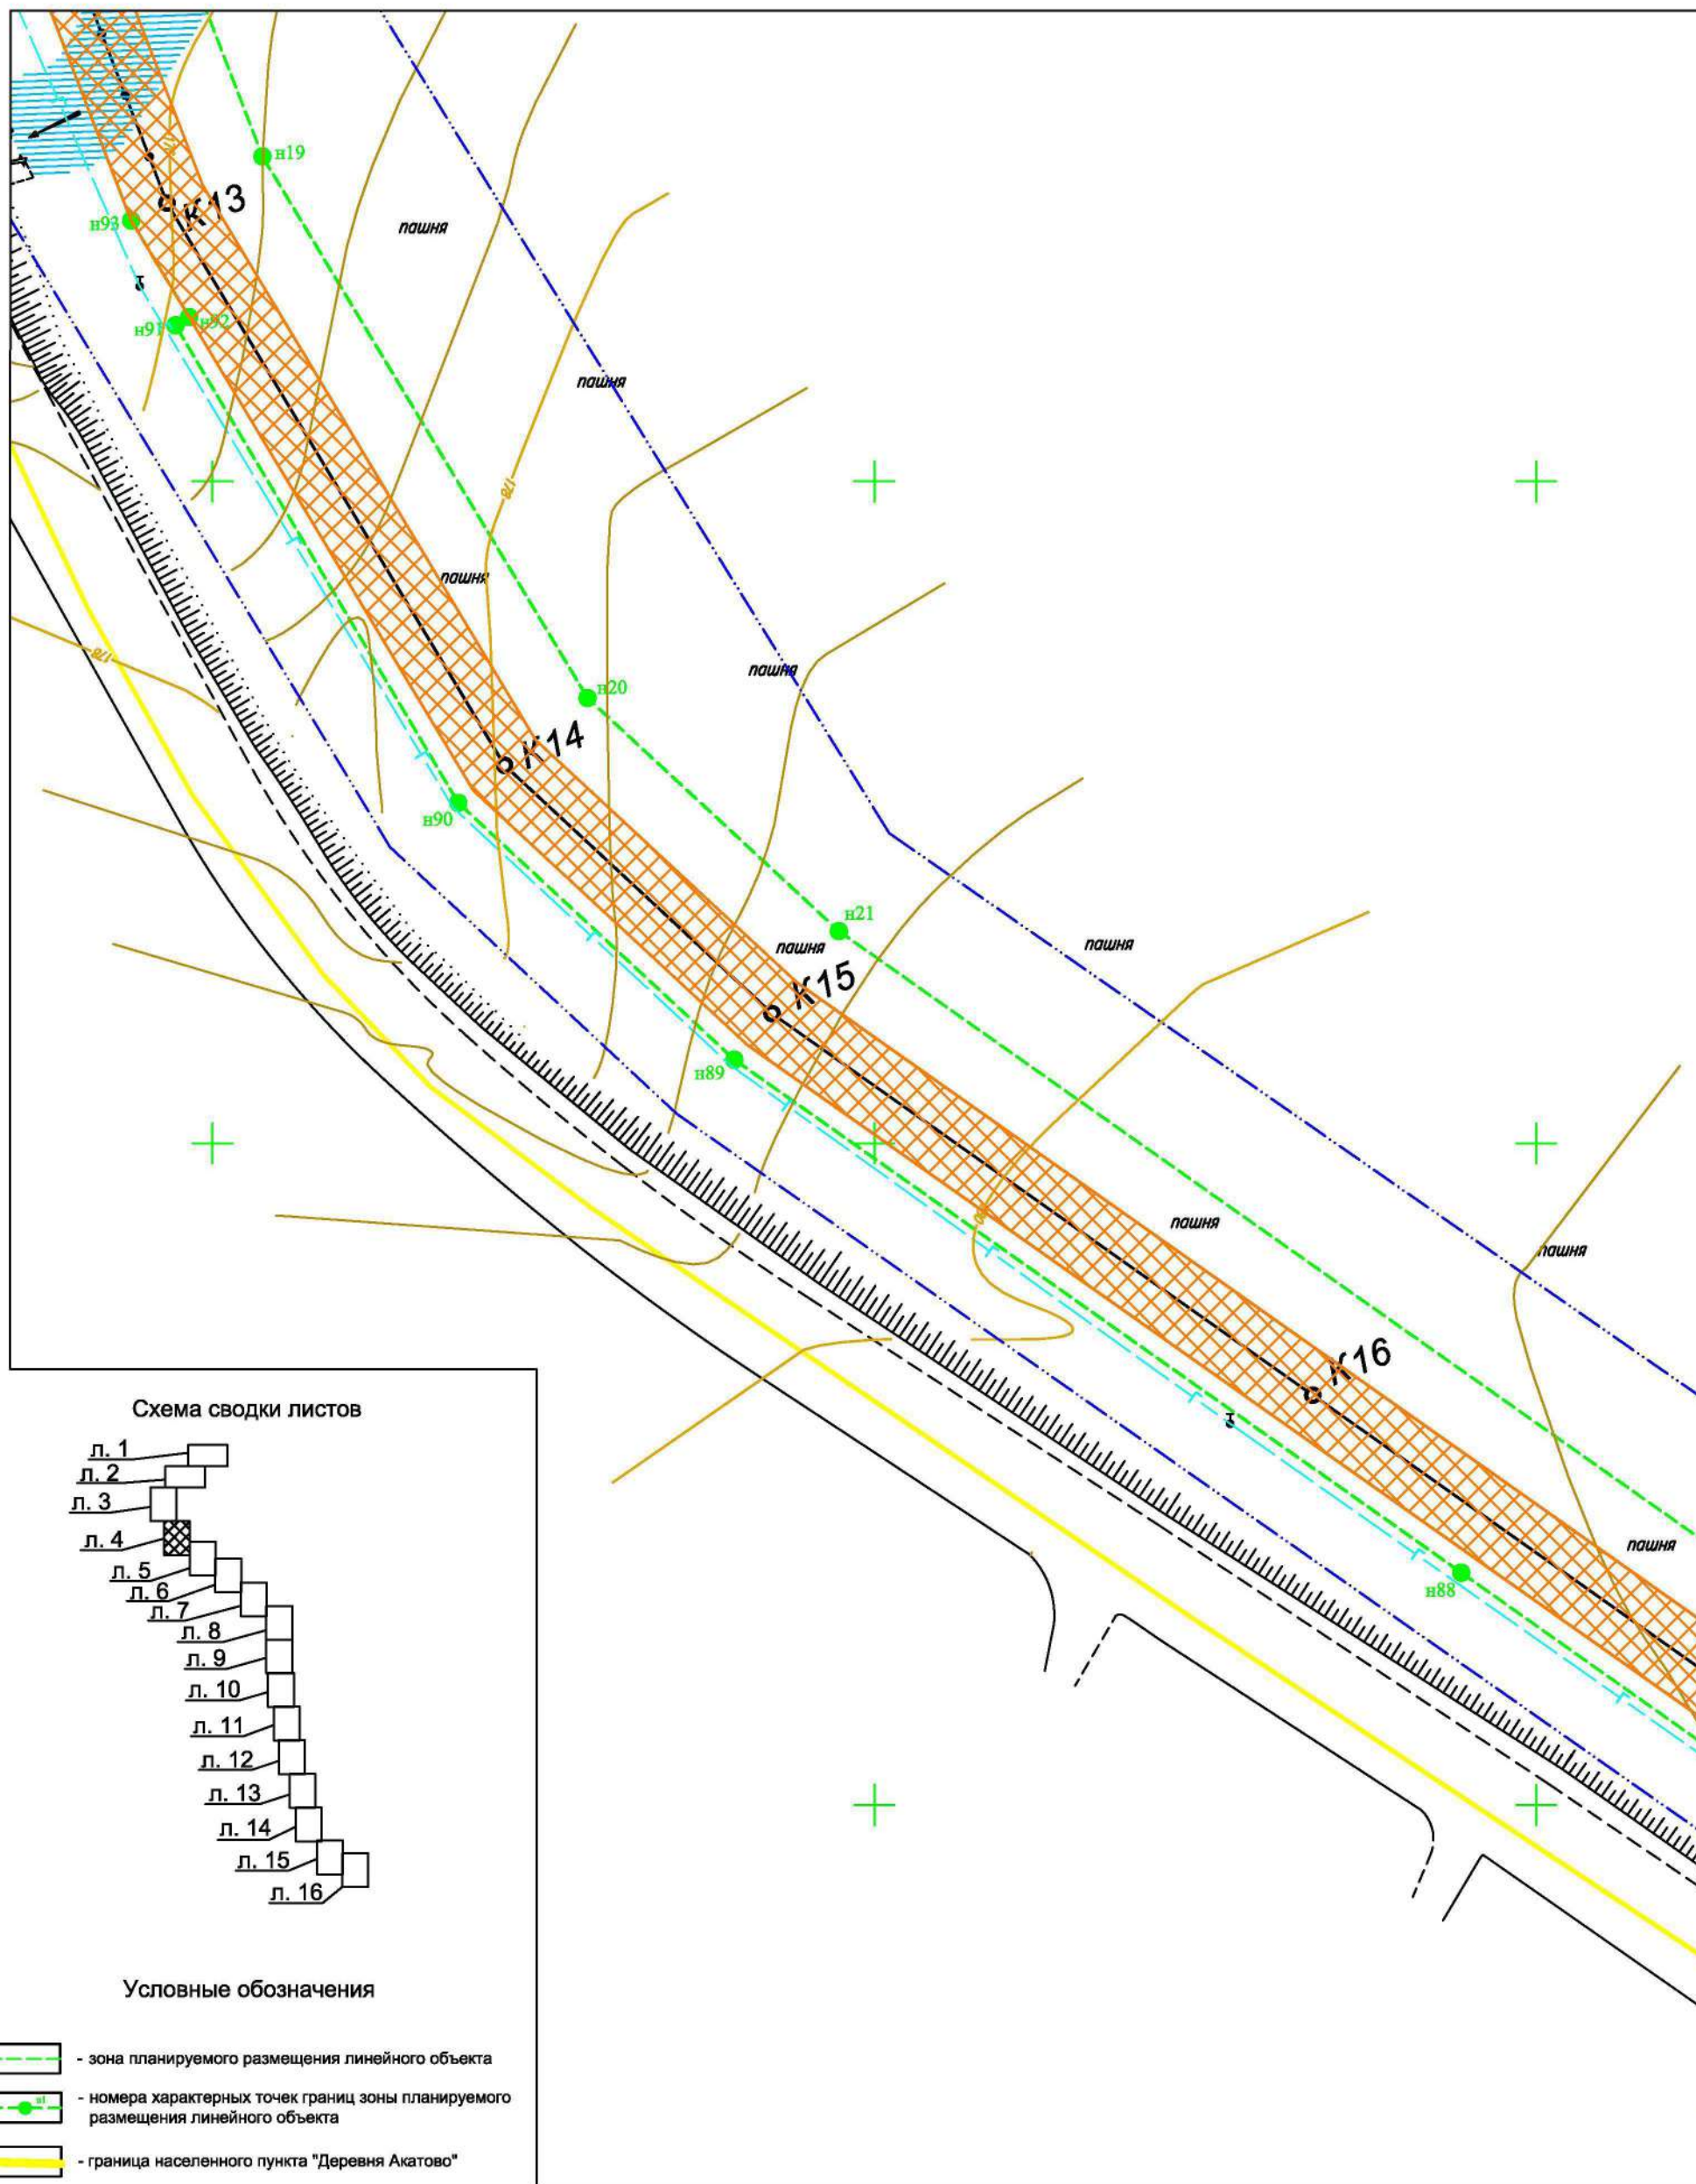 н19
К13
н93
пашня
н91
н92
пашня
178
пашня
178
пашня
н20
К14
н90
н21
пашня
пашня
К15
н89
пашня
пашня
К16
пашня
н88
Схема сводки листов
л. 1
л. 2
л. 3
л. 4
л. 5
л. 6
л. 7
л. 8
л. 9
л. 10
л. 11
л. 12
л. 13
л. 14
л. 15
л. 16
Условные обозначения
- зона планируемого размещения линейного объекта
- номера характерных точек границ зоны планируемого
размещения линейного объекта
- граница населенного пункта "Деревня Акатово"